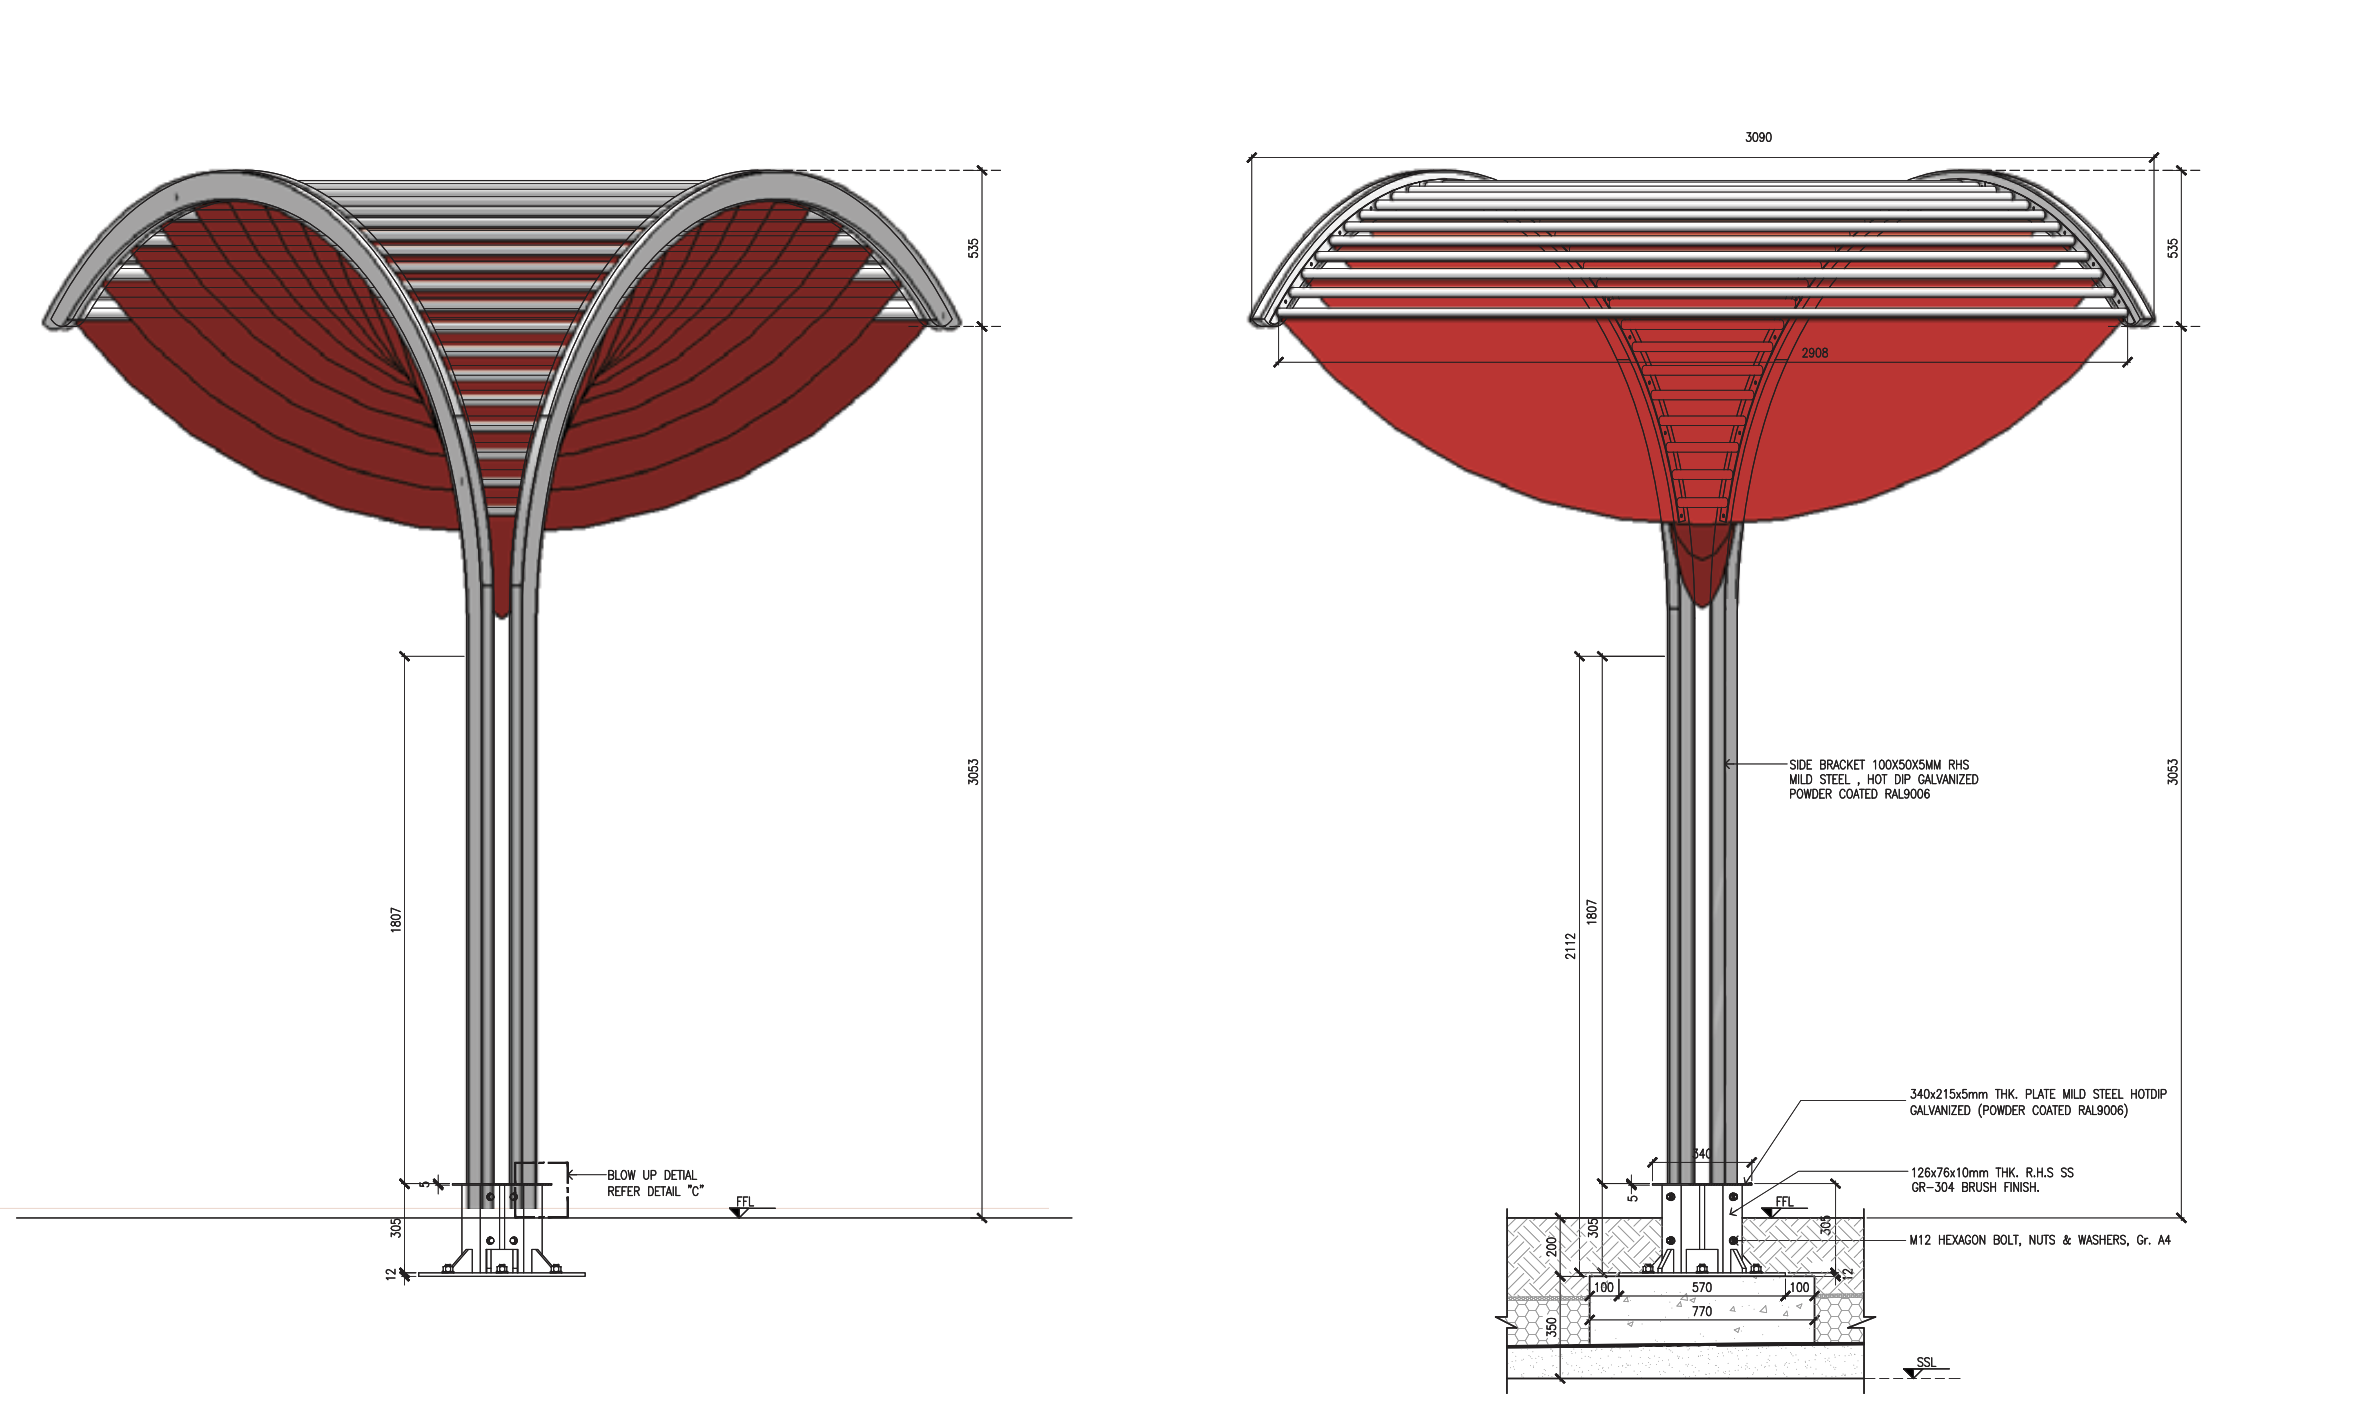 535
3053
1807
5
305
12
BLOW UP DETIAL
REFER DETAIL "C"
FFL
3090
535
2908
3053
SIDE BRACKET 100X50X5MM RHS
MILD STEEL , HOT DIP GALVANIZED
POWDER COATED RAL9006
1807
2112
340x215x5mm THK. PLATE MILD STEEL HOTDIP
GALVANIZED (POWDER COATED RAL9006)
340
126x76x10mm THK. R.H.S SS
GR-304 BRUSH FINISH.
5
FFL
305
305
200
M12 HEXAGON BOLT, NUTS & WASHERS, Gr. A4
12
100
570
100
770
350
SSL